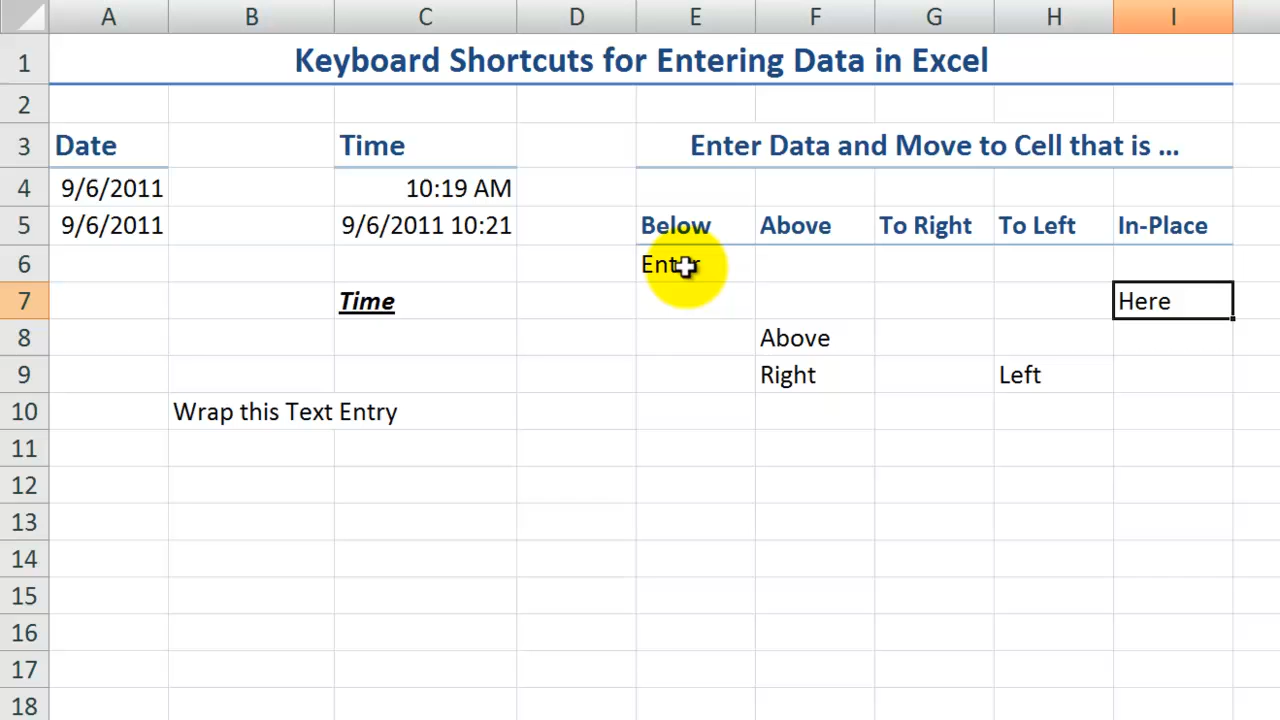 A B C D E F G H I
1 Keyboard Shortcuts for Entering Data in Excel
2
3 Date Time Enter Data and Move to Cell that is ...
4 9/6/2011 10:19 AM
5 9/6/2011 9/6/2011 10:21 Below Above To Right To Left In-Place
6 Enter
7 Time Here
8 Above
9 Right Left
10 Wrap this Text Entry
11
12
13
14
15
16
17
18